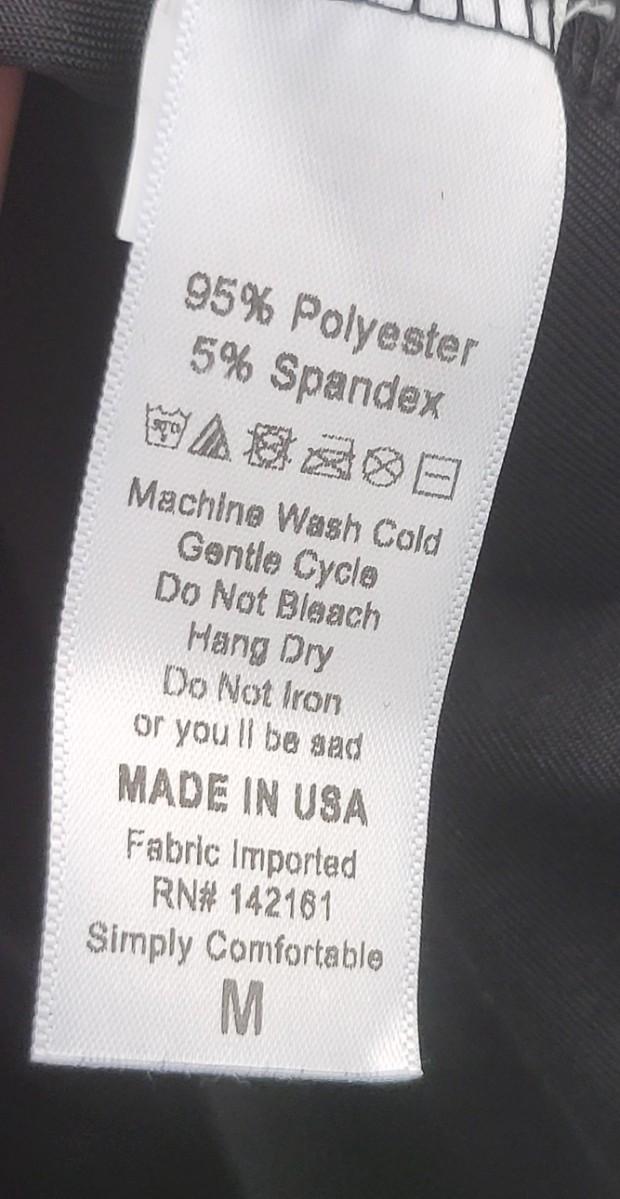 95% Polyester
5% Spandex
Machine Wash Cold
Gentle Cycle
Do Not Bleach
Hang Dry
Do Not Iron
or you ll be sad
MADE IN USA
Fabric Imported
RN# 142161
Simply Comfortable
M